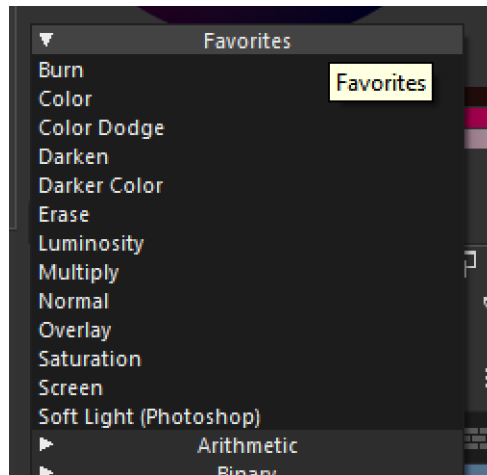 Favorites
Favorites
Burn
Color
Color Dodge
Darken
Darker Color
Erase
Luminosity
Multiply
Normal
Overlay
Saturation
Screen
Soft Light (Photoshop)
Arithmetic
Binary